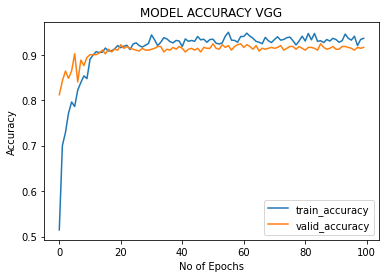 MODEL ACCURACY VGG
0.9
0.8
0.7
0.6
0.5
Accuracy
0 20 40 60 80 100
No of Epochs
train_accuracy
valid_accuracy